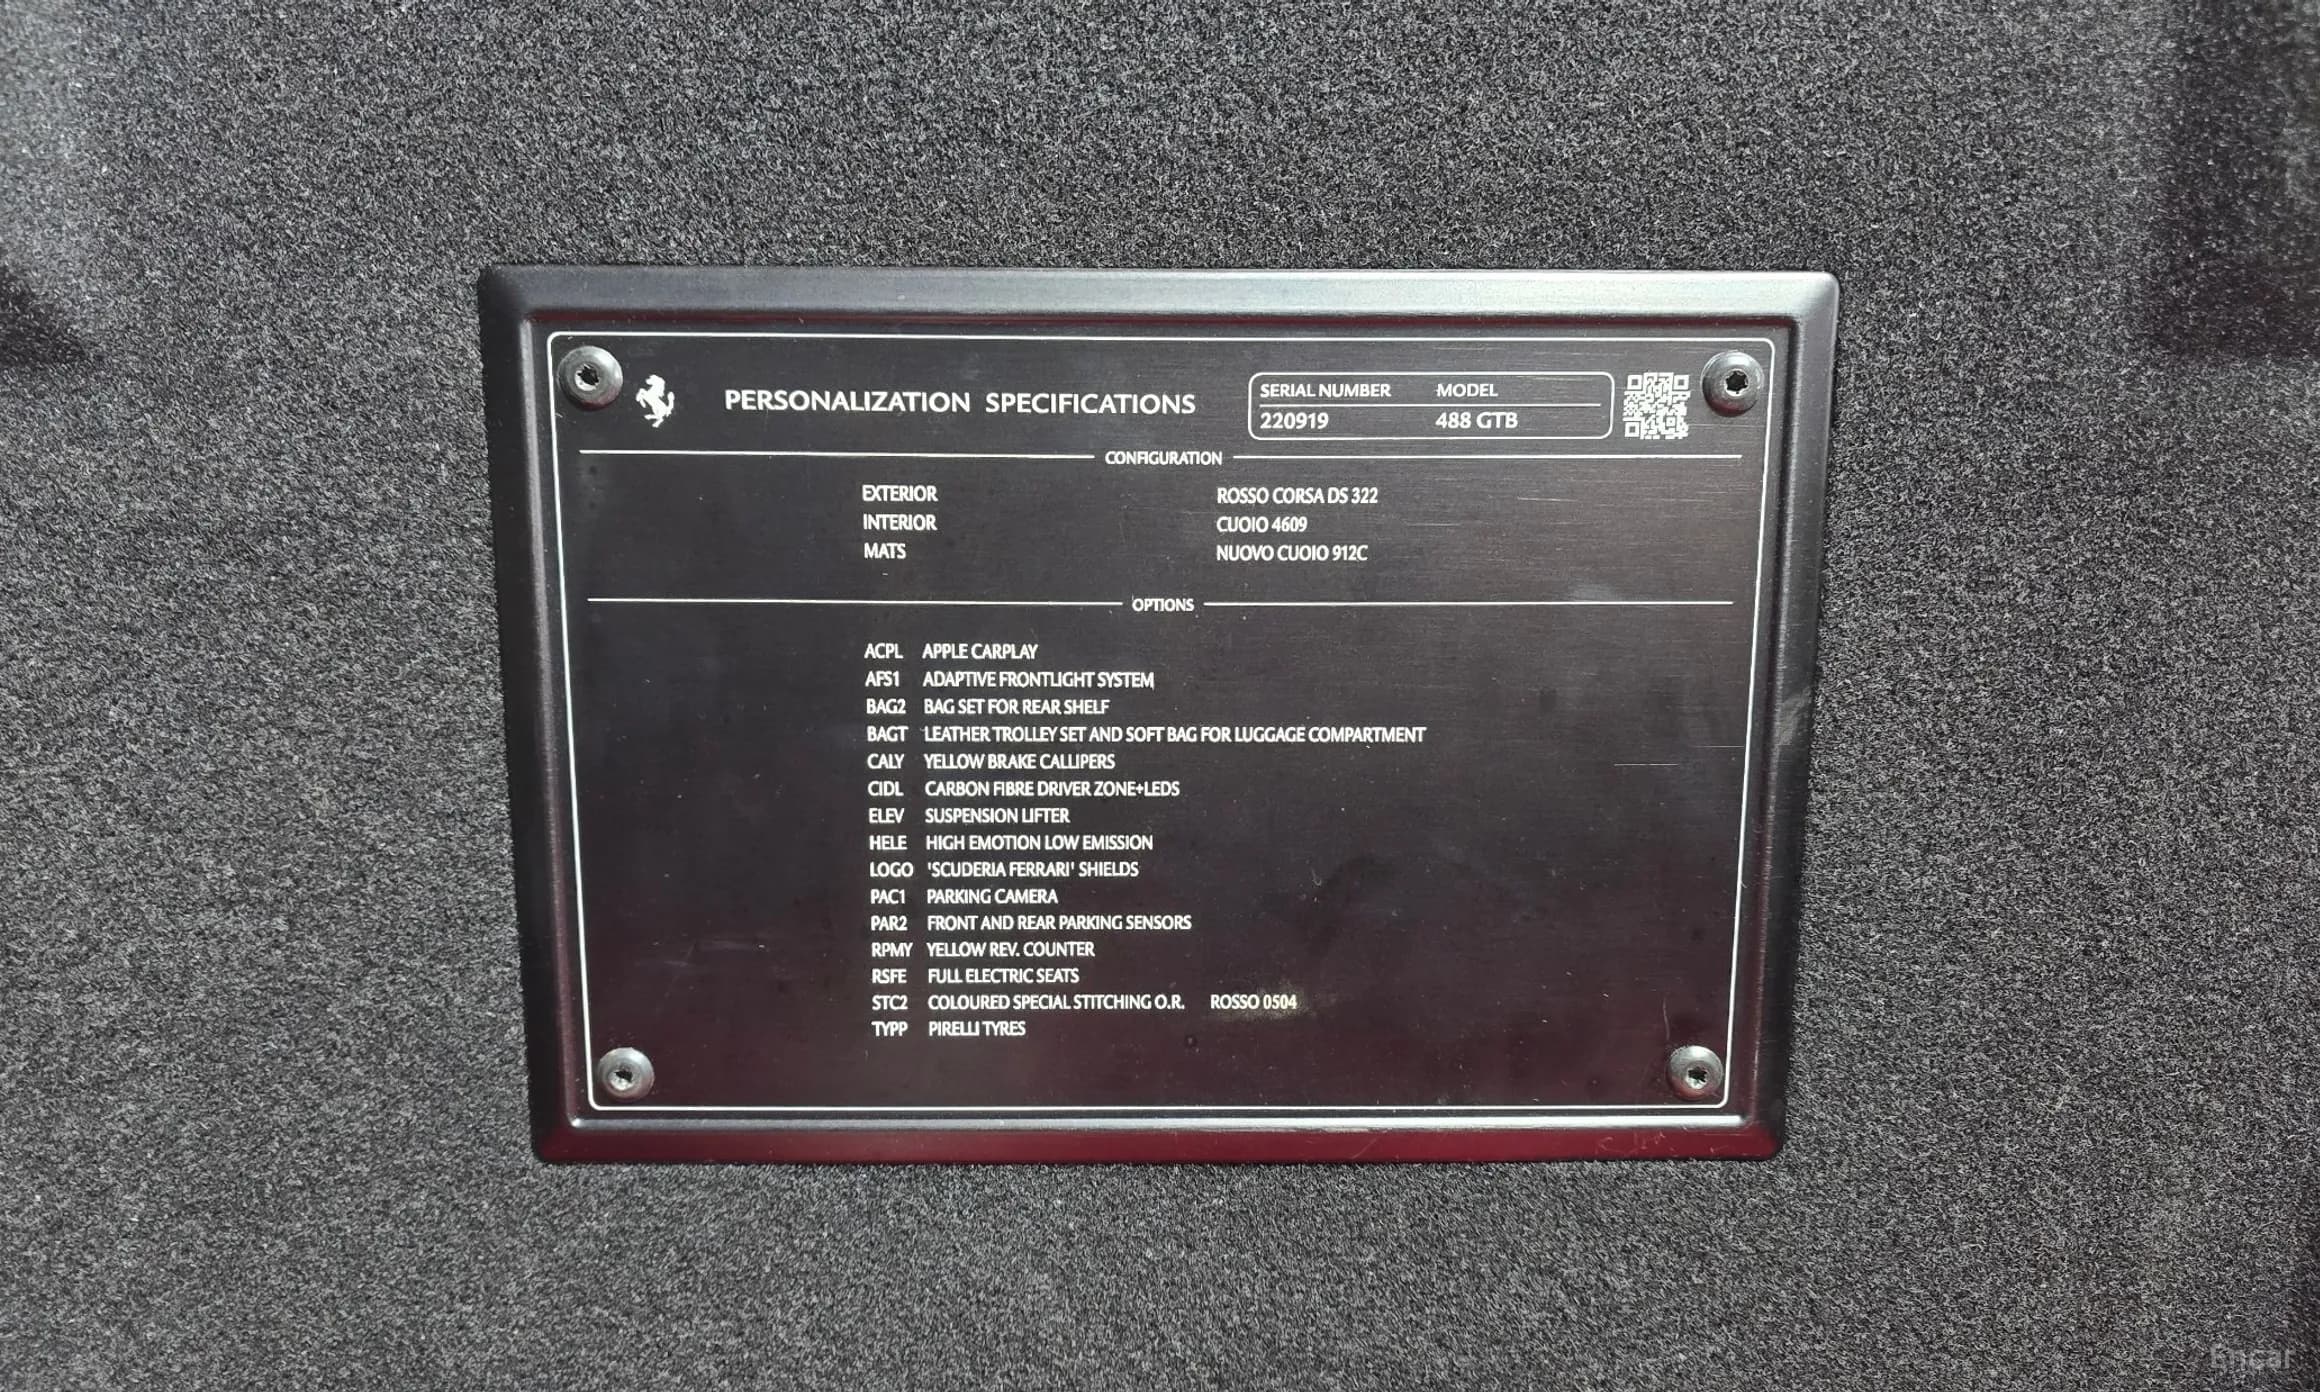 PERSONALIZATION SPECIFICATIONS
SERIAL NUMBER MODEL
220919 488 GTB
CONFIGURATION
EXTERIOR ROSSO CORSA DS 322
INTERIOR CUOIO 4609
MATS NUOVO CUOIO 912C
OPTIONS
ACPL APPLE CARPLAY
AFS1 ADAPTIVE FRONTLIGHT SYSTEM
BAG2 BAG SET FOR REAR SHELF
BAGT LEATHER TROLLEY SET AND SOFT BAG FOR LUGGAGE COMPARTMENT
CALY YELLOW BRAKE CALLIPERS
CIDL CARBON FIBRE DRIVER ZONE+LEDS
ELEV SUSPENSION LIFTER
HELE HIGH EMOTION LOW EMISSION
LOGO 'SCUDERIA FERRARI' SHIELDS
PAC1 PARKING CAMERA
PAR2 FRONT AND REAR PARKING SENSORS
RPMY YELLOW REV. COUNTER
RSFE FULL ELECTRIC SEATS
STC2 COLOURED SPECIAL STITCHING O.R. ROSSO 0504
TYPP PIRELLI TYRES
Encar